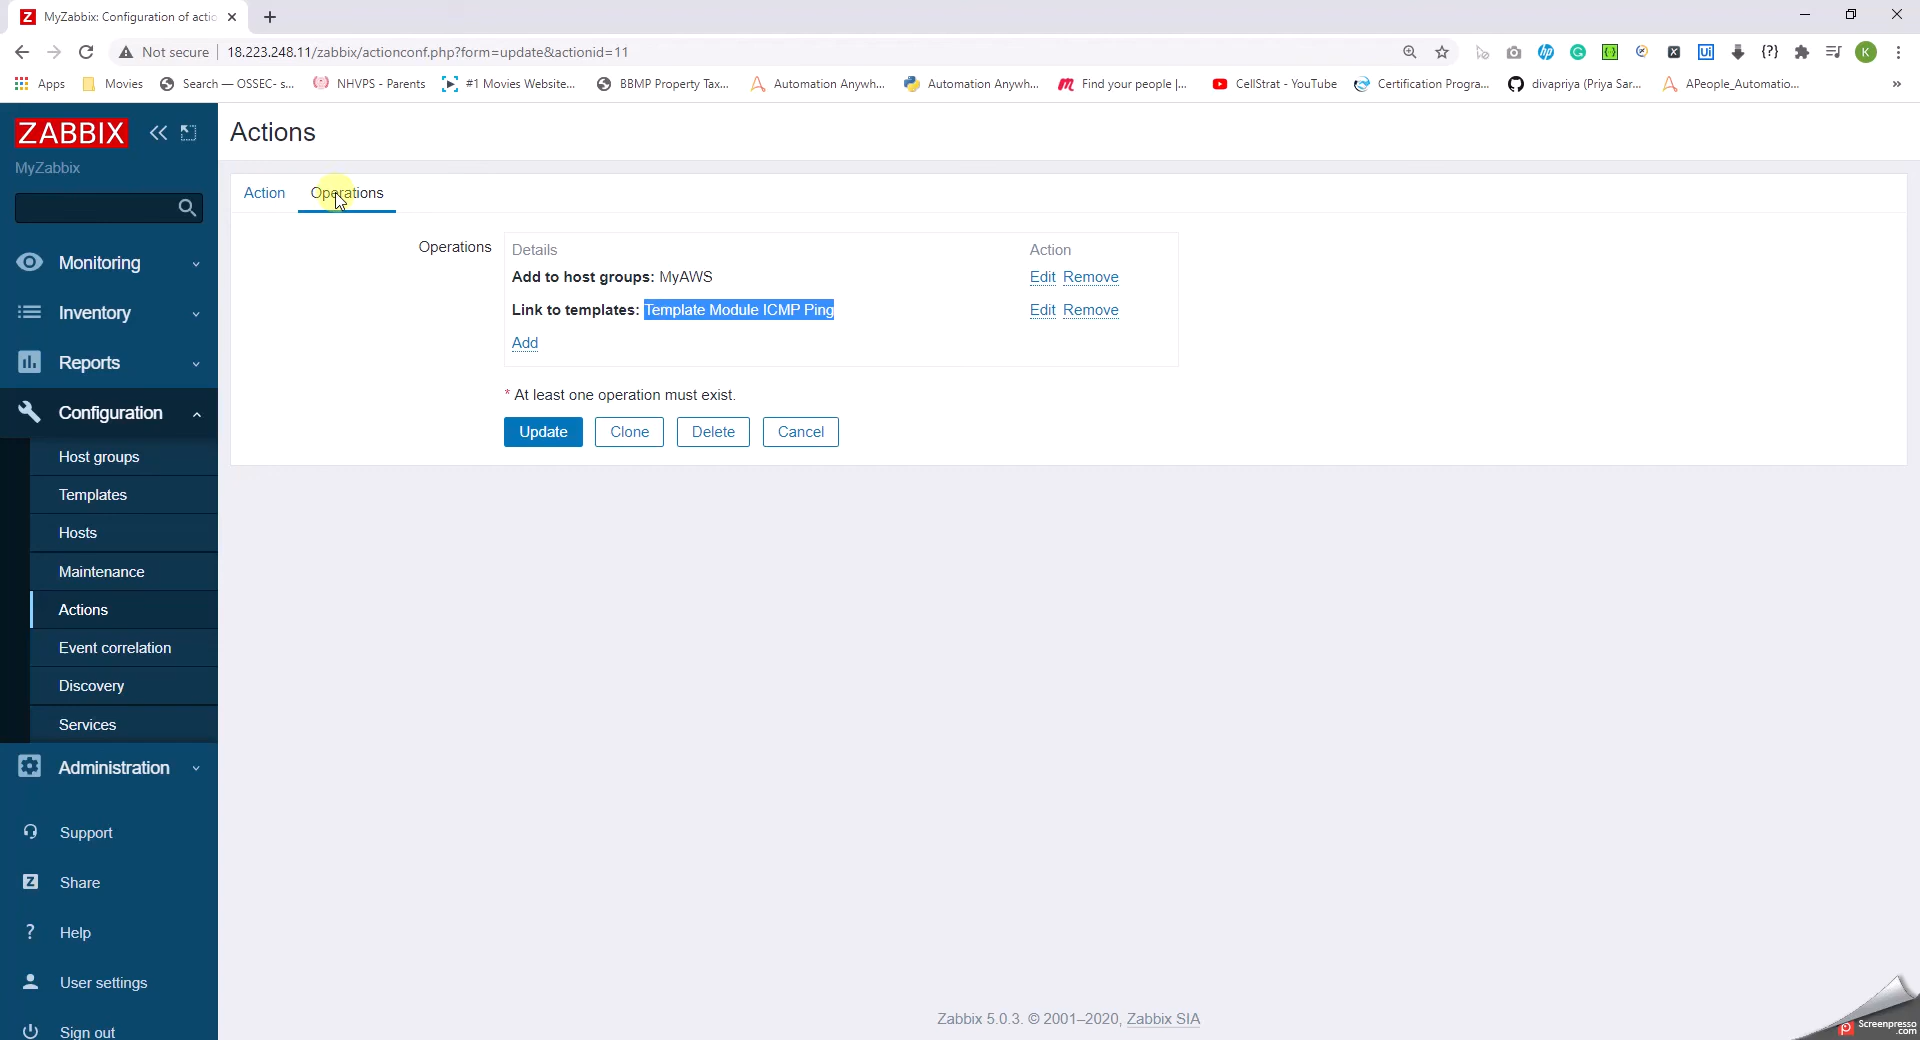 MyZabbix: Configuration of actio
Not secure
18.223.248.11/zabbix/actionconf.php?form=update&actionid=11
Apps
Movies
Search — OSSEC- s...
NHVPS - Parents
#1 Movies Website...
BBMP Property Tax...
Automation Anywh...
Automation Anywh...
Find your people |...
CellStrat - YouTube
Certification Progra...
divapriya (Priya Sar...
APeople_Automatio...
ZABBIX
MyZabbix
Monitoring
Inventory
Reports
Configuration
Host groups
Templates
Hosts
Maintenance
Actions
Event correlation
Discovery
Services
Administration
Support
Share
Help
User settings
Sign out
Actions
Action
Operations
Operations
Details
Action
Add to host groups: MyAWS
Edit Remove
Link to templates: Template Module ICMP Ping
Edit Remove
Add
* At least one operation must exist.
Update
Clone
Delete
Cancel
Zabbix 5.0.3. © 2001–2020, Zabbix SIA
Screenpresso
.com